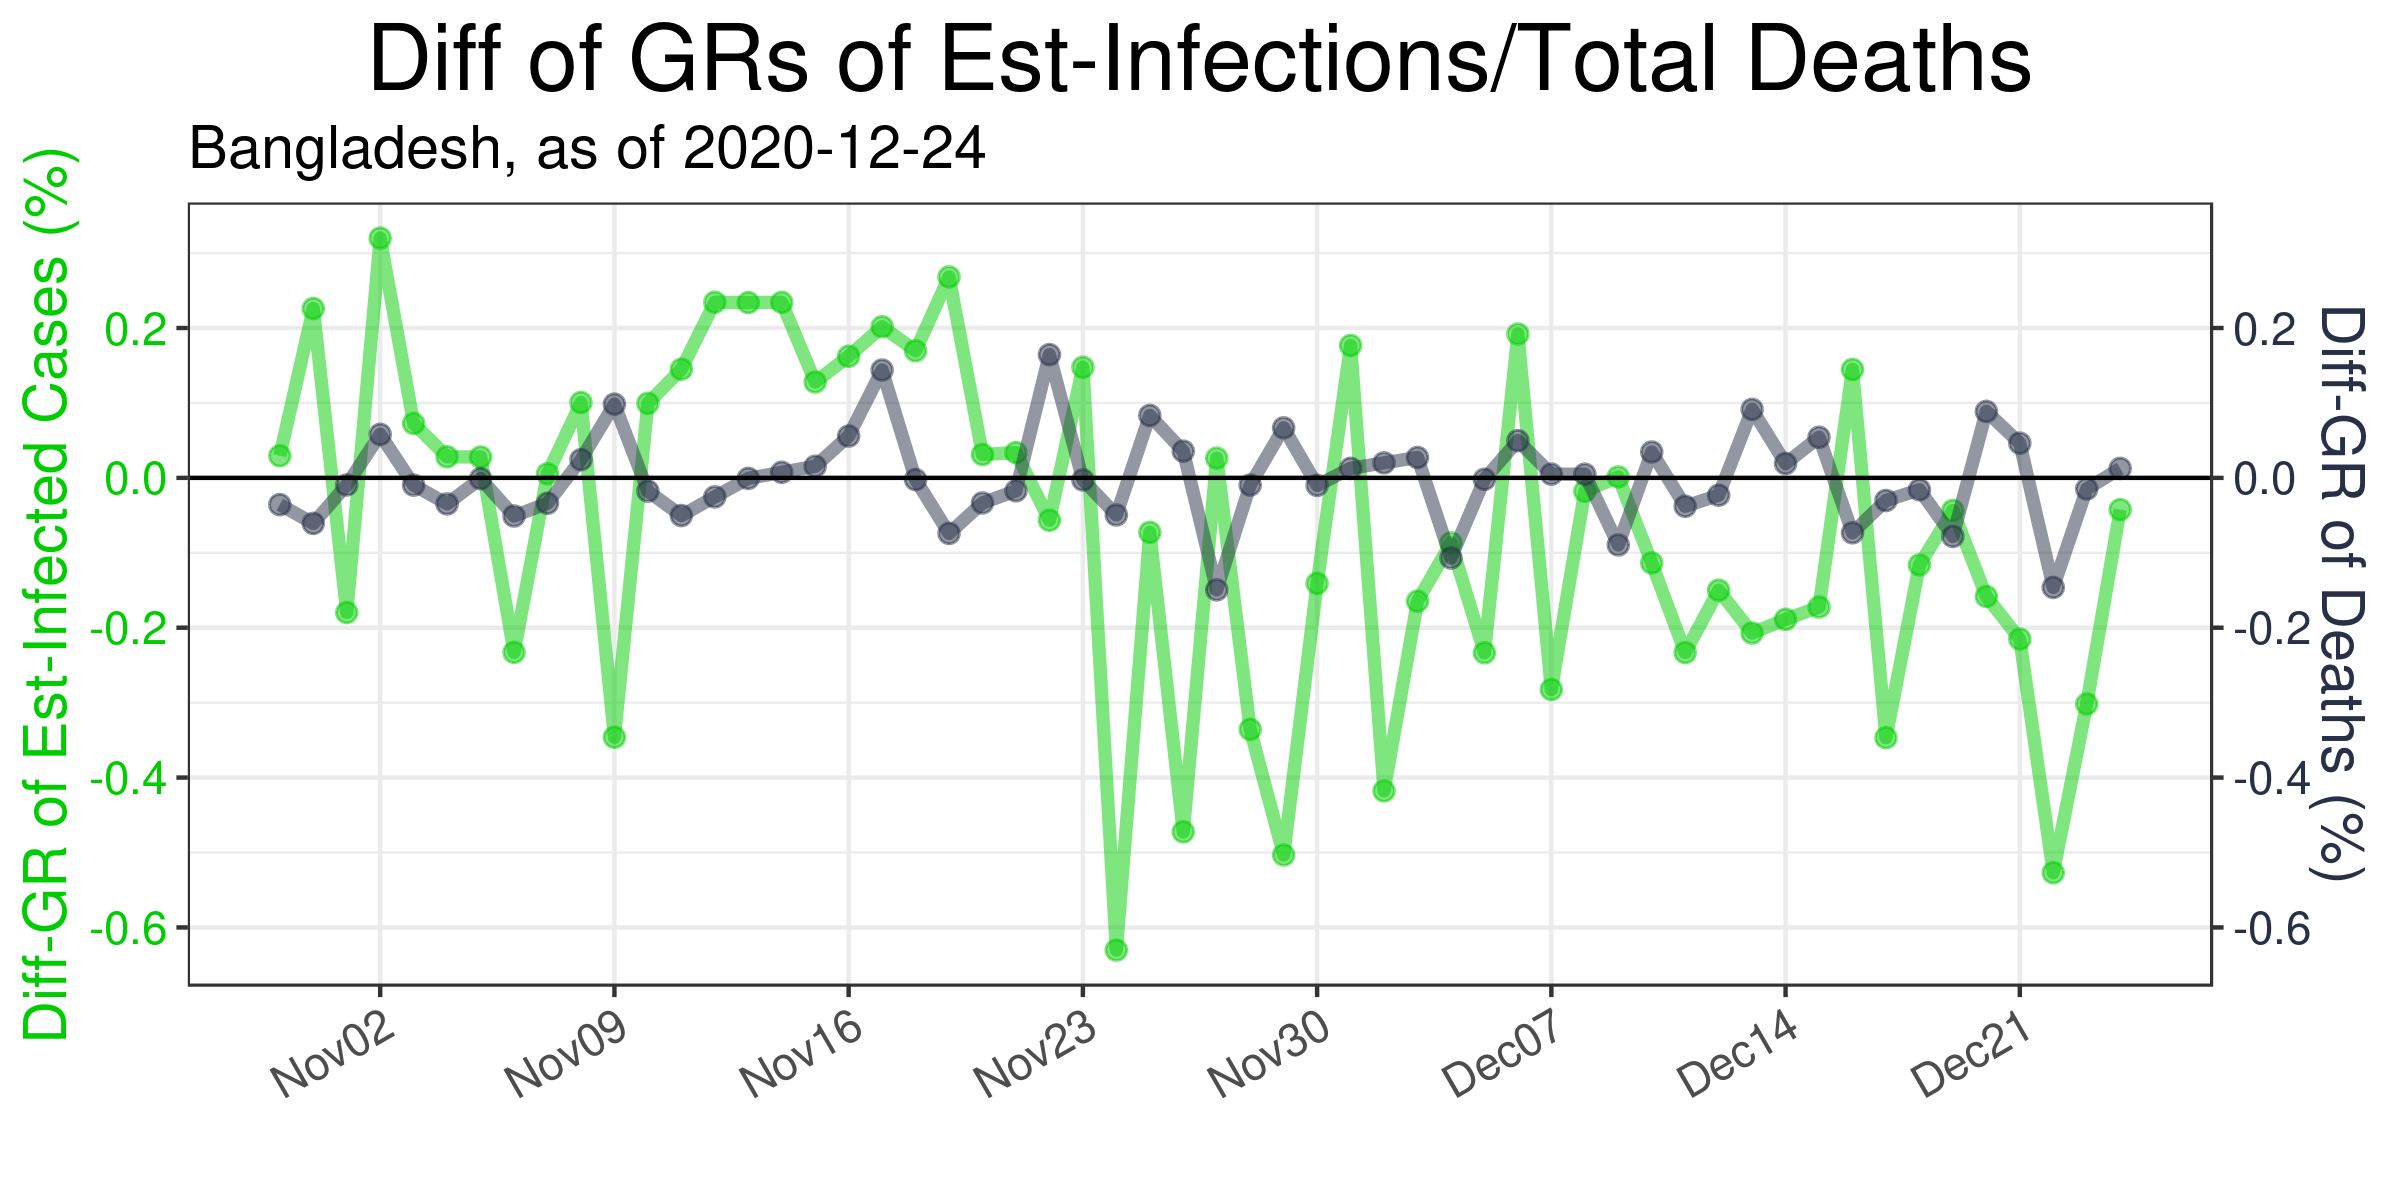 Diff of GRs of Est-Infections/Total Deaths
Bangladesh, as of 2020-12-24
Diff-GR of Est-Infected Cases (%)
0.2
0.0
-0.2
-0.4
-0.6
0.2
0.0
-0.2
-0.4
-0.6
Diff-GR of Deaths (%)
Nov02 Nov09 Nov16 Nov23 Nov30 Dec07 Dec14 Dec21